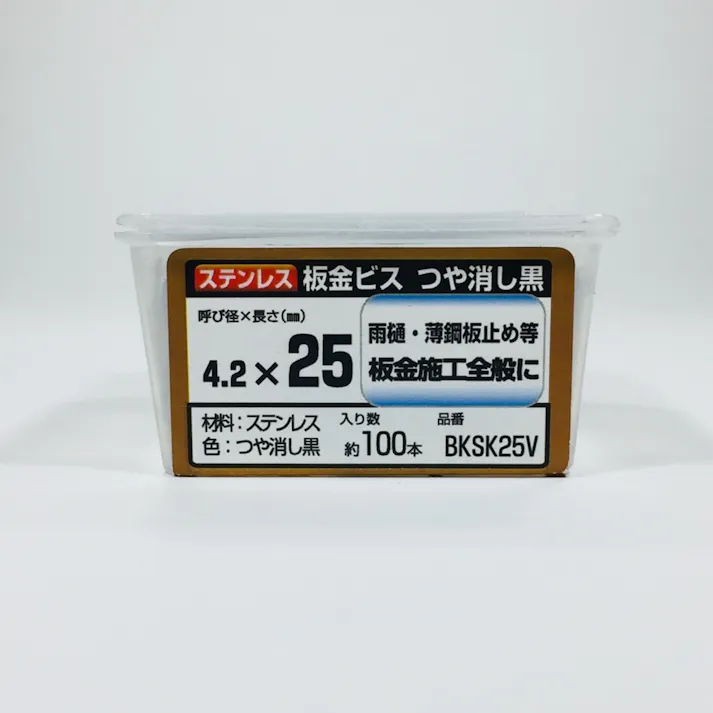 ステンレス 板金ビス つや消し黒
呼び径×長さ(㎜)
4.2×25
雨樋・薄鋼板止め等
板金施工全般に
材料:ステンレス
色:つや消し黒
入り数
約100本
品番
BKSK25V